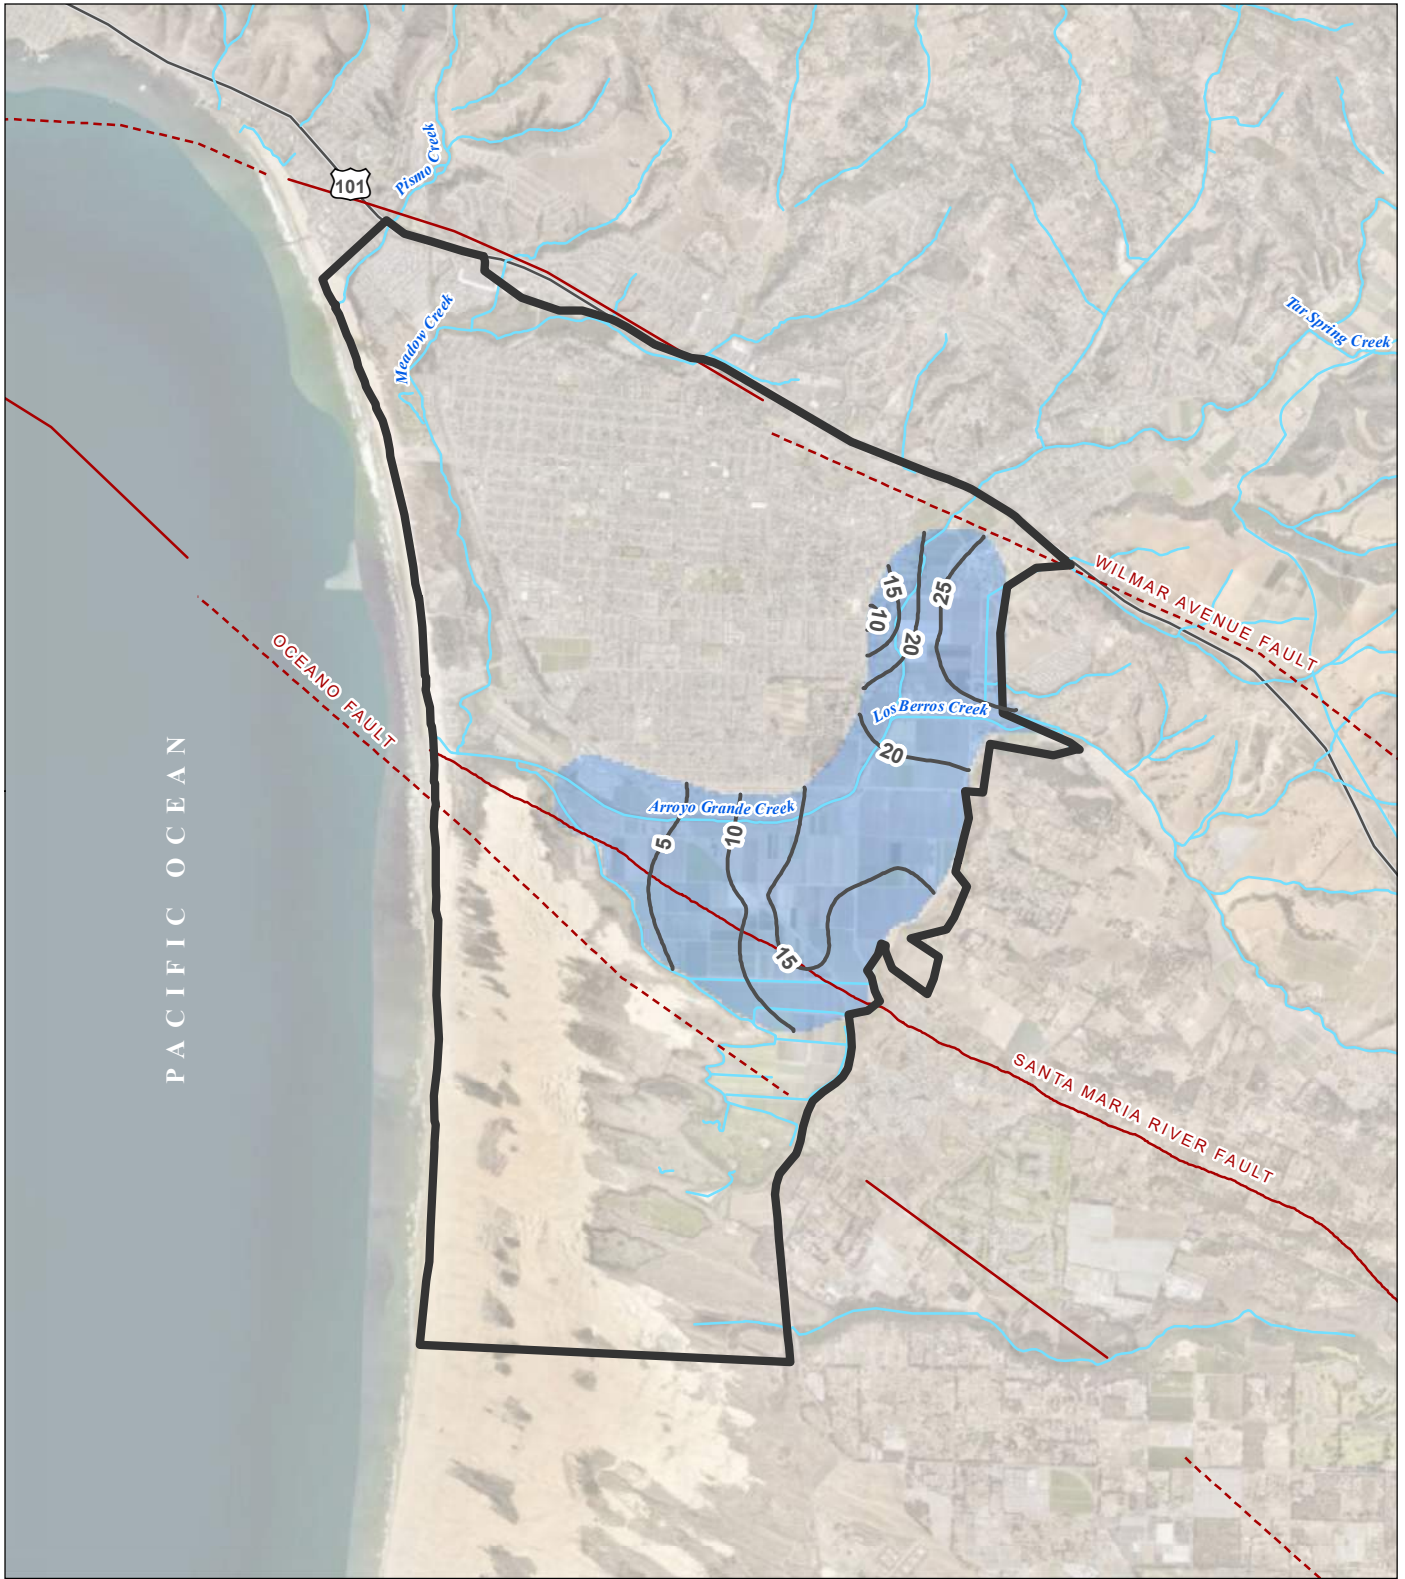 101
Pismo Creek
Meadow Creek
Tar Spring Creek
WILMAR AVENUE FAULT
15
25
10
20
OCEANO FAULT
Los Berros Creek
20
PACIFIC OCEAN
Arroyo Grande Creek
5
10
15
SANTA MARIA RIVER FAULT